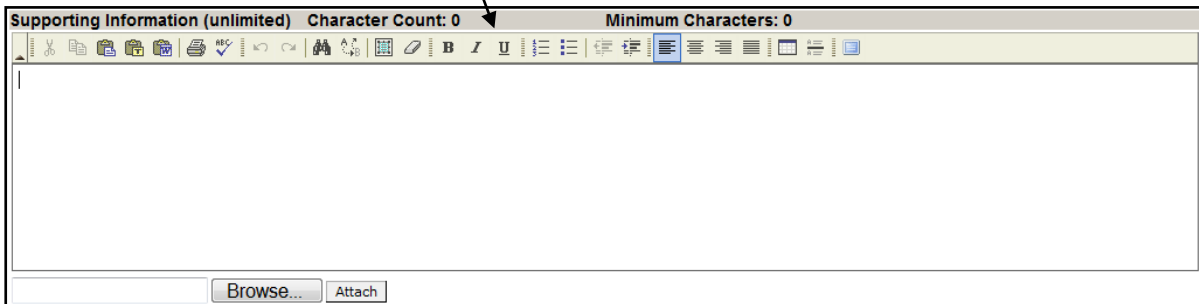 Supporting Information (unlimited) Character Count: 0 Minimum Characters: 0
B I U
Browse... Attach